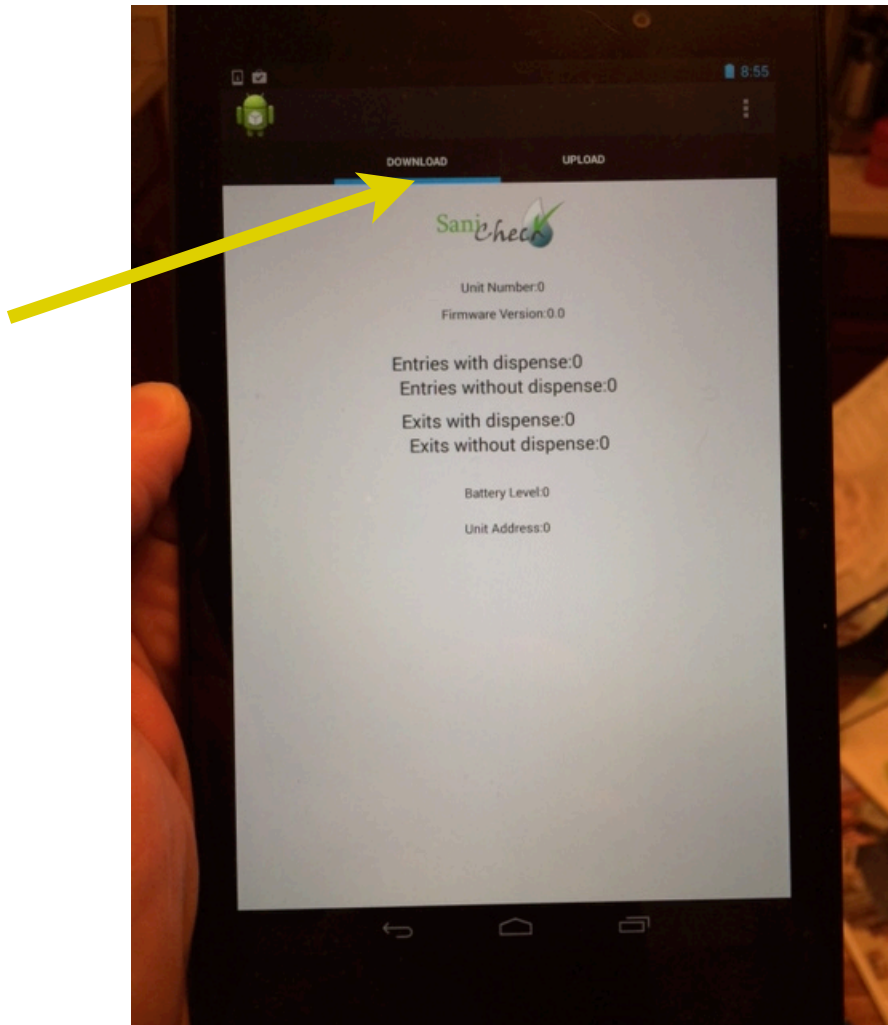 8:55
DOWNLOAD UPLOAD
SaniCheck
Unit Number:0
Firmware Version:0.0
Entries with dispense:0
Entries without dispense:0
Exits with dispense:0
Exits without dispense:0
Battery Level:0
Unit Address:0